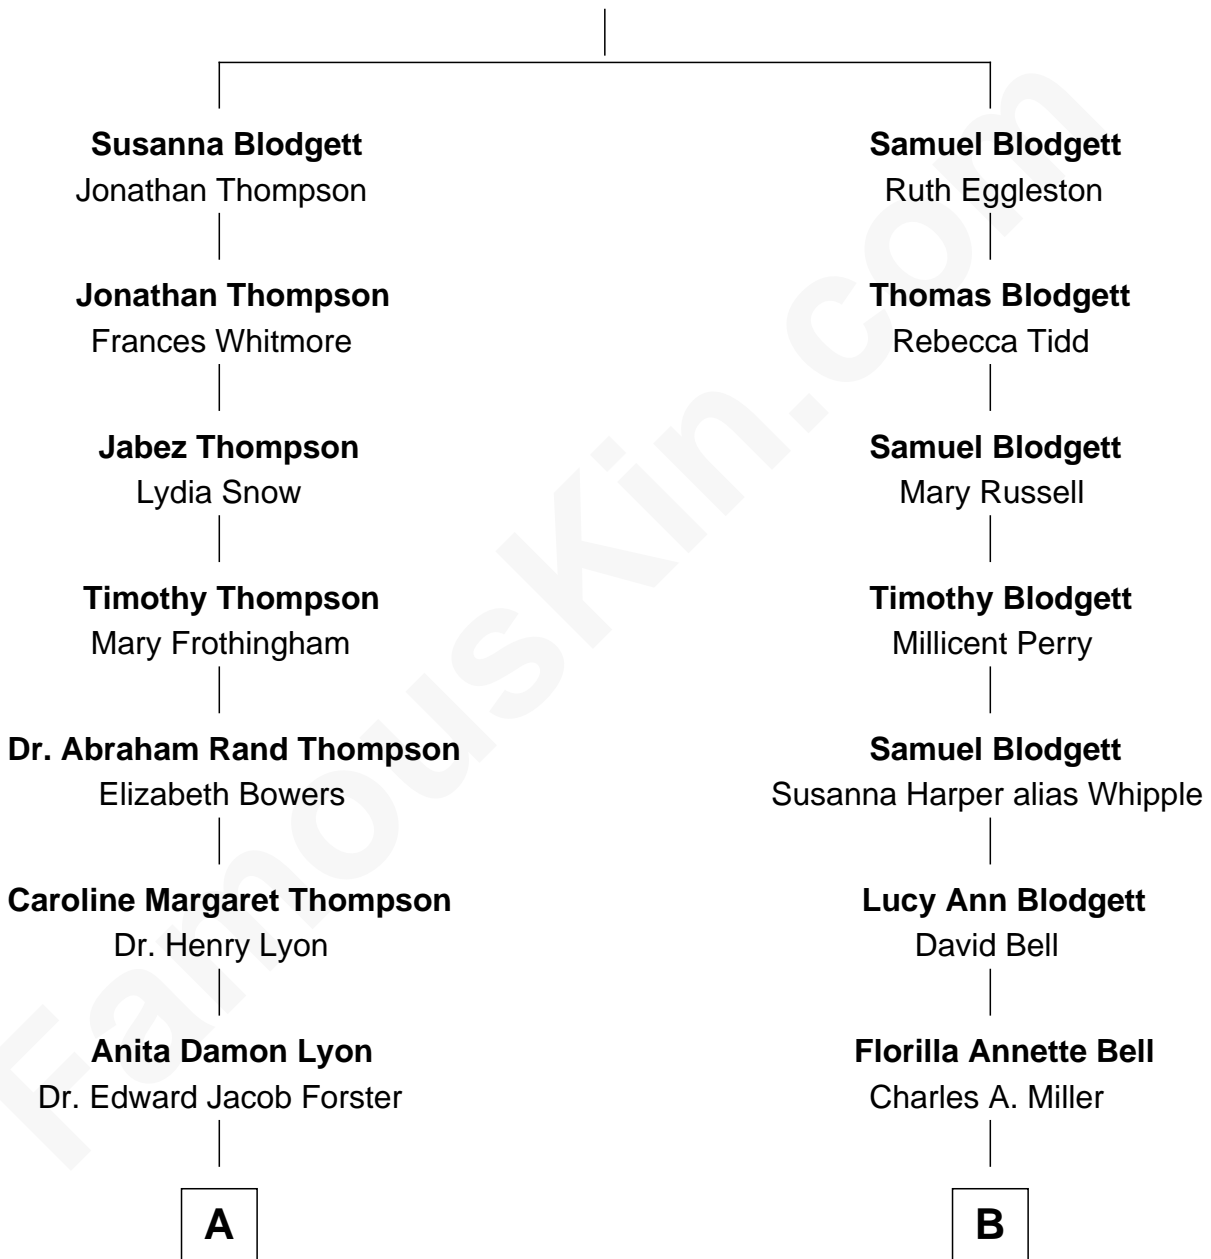 Susanna Blodgett
Jonathan Thompson
Jonathan Thompson
Frances Whitmore
Jabez Thompson
Lydia Snow
Timothy Thompson
Mary Frothingham
Dr. Abraham Rand Thompson
Elizabeth Bowers
Caroline Margaret Thompson
Dr. Henry Lyon
Anita Damon Lyon
Dr. Edward Jacob Forster
A
Samuel Blodgett
Ruth Eggleston
Thomas Blodgett
Rebecca Tidd
Samuel Blodgett
Mary Russell
Timothy Blodgett
Millicent Perry
Samuel Blodgett
Susanna Harper alias Whipple
Lucy Ann Blodgett
David Bell
Florilla Annette Bell
Charles A. Miller
B
FamousKin.com